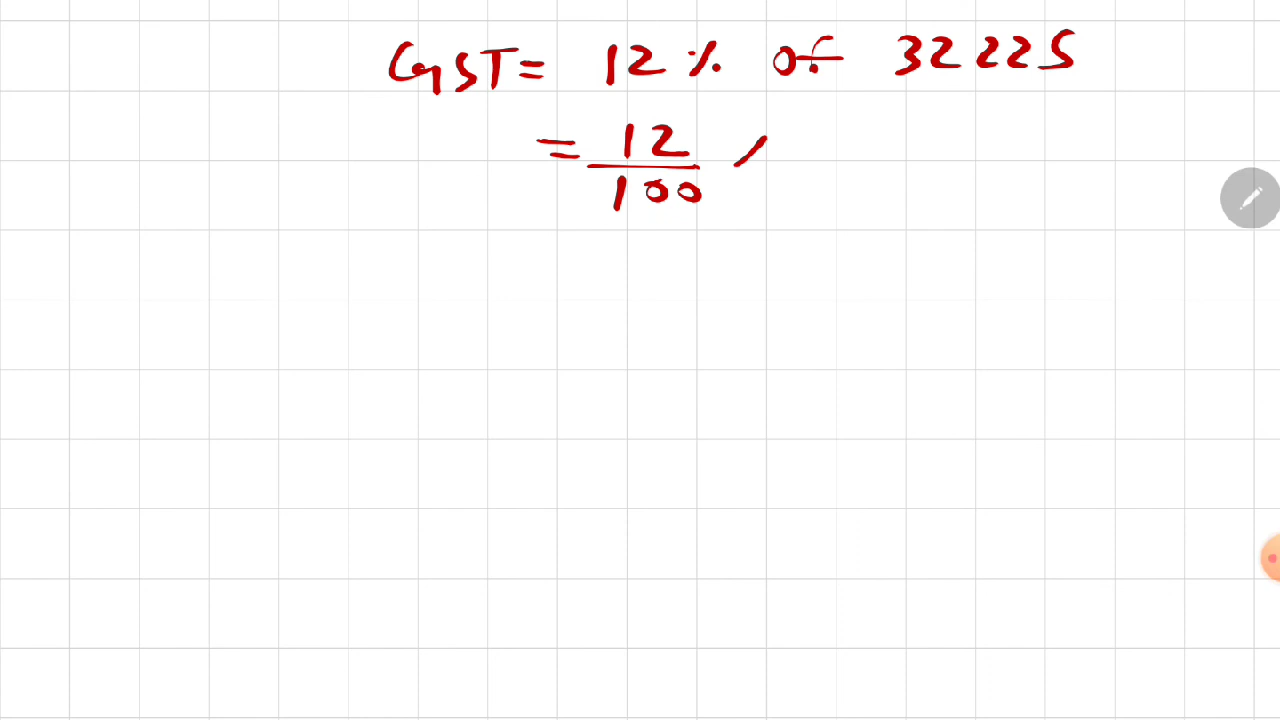 GST = 12 % of 32225
= 12/100